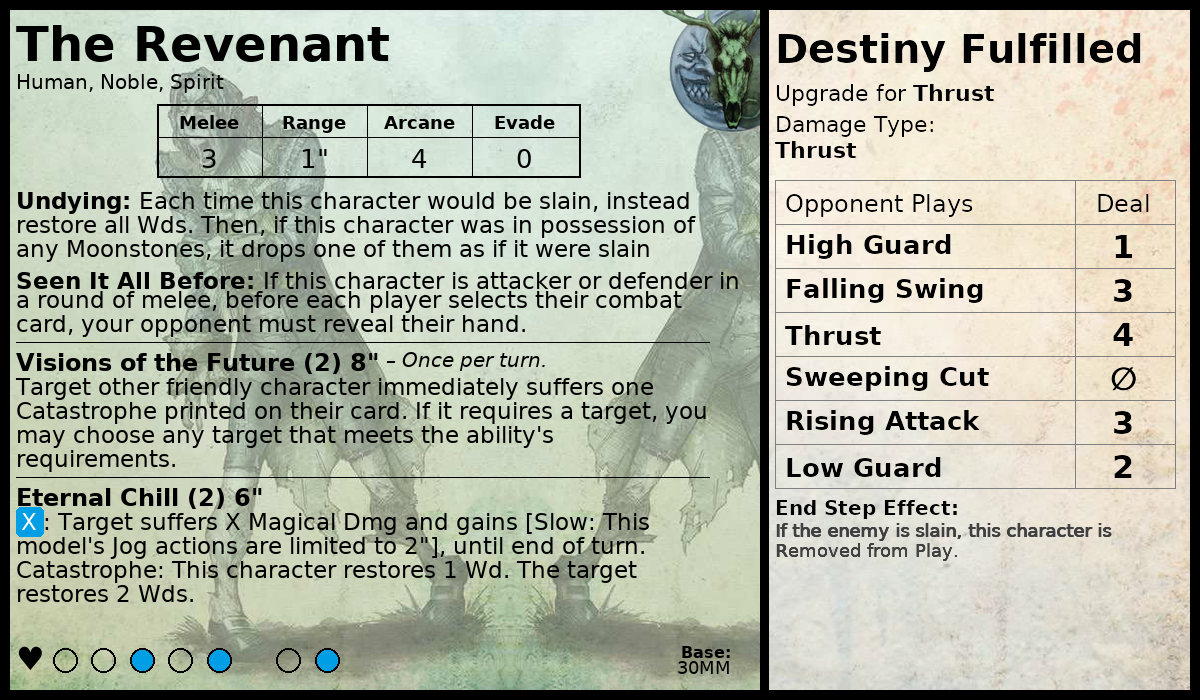 The Revenant
Human, Noble, Spirit
Melee Range Arcane Evade
3 1" 4 0
Undying: Each time this character would be slain, instead
restore all Wds. Then, if this character was in possession of
any Moonstones, it drops one of them as if it were slain
Seen It All Before: If this character is attacker or defender in
a round of melee, before each player selects their combat
card, your opponent must reveal their hand.
Visions of the Future (2) 8" – Once per turn.
Target other friendly character immediately suffers one
Catastrophe printed on their card. If it requires a target, you
may choose any target that meets the ability's
requirements.
Eternal Chill (2) 6"
X: Target suffers X Magical Dmg and gains [Slow: This
model's Jog actions are limited to 2"], until end of turn.
Catastrophe: This character restores 1 Wd. The target
restores 2 Wds.
Base:
30MM
Destiny Fulfilled
Upgrade for Thrust
Damage Type:
Thrust
Opponent Plays Deal
High Guard 1
Falling Swing 3
Thrust 4
Sweeping Cut ∅
Rising Attack 3
Low Guard 2
End Step Effect:
If the enemy is slain, this character is
Removed from Play.